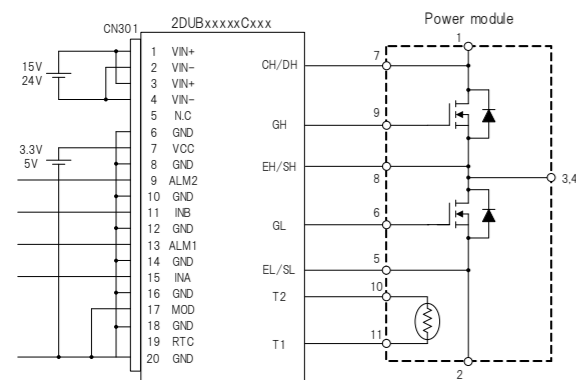 2DUBxxxxxCxxx
Power module
CN301
15V
24V
3.3V
5V
1 VIN+
2 VIN-
3 VIN+
4 VIN-
5 N.C
6 GND
7 VCC
8 GND
9 ALM2
10 GND
11 INB
12 GND
13 ALM1
14 GND
15 INA
16 GND
17 MOD
18 GND
19 RTC
20 GND
CH/DH
GH
EH/SH
GL
EL/SL
T2
T1
7
9
8
6
5
10
11
1
3,4
2